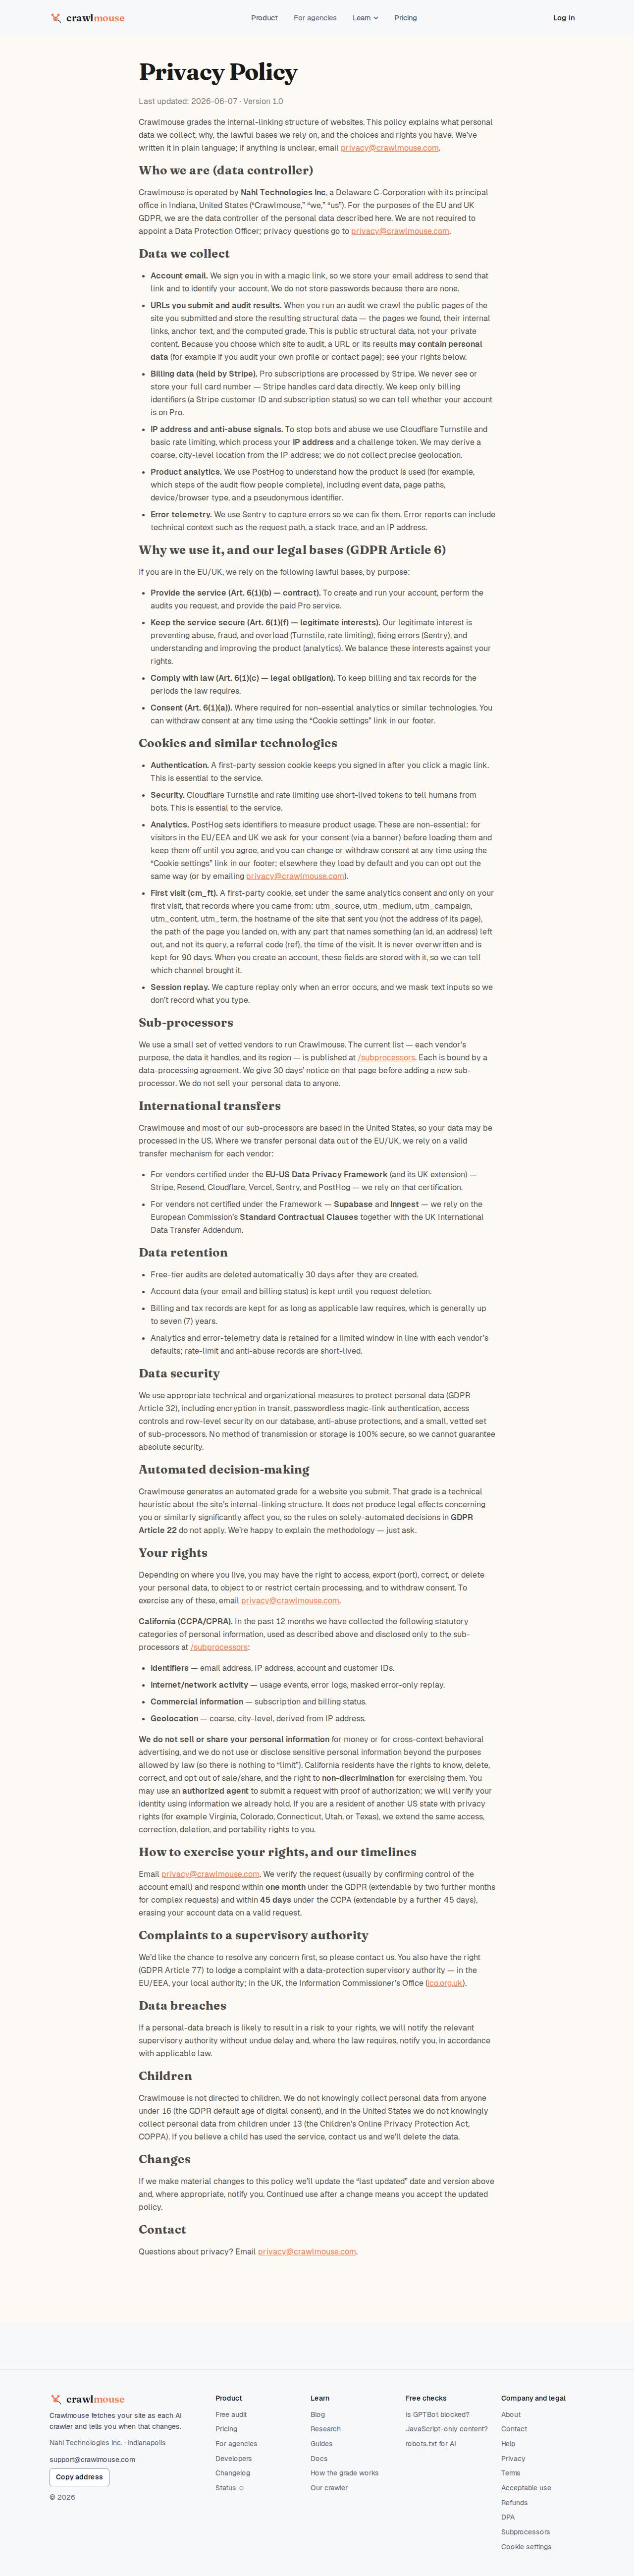 crawlmouse
Product
For agencies
Learn
Pricing
Log in
Privacy Policy
Last updated: 2026-06-07 · Version 1.0
Crawlmouse grades the internal-linking structure of websites. This policy explains what personal
data we collect, why, the lawful bases we rely on, and the choices and rights you have. We've
written it in plain language; if anything is unclear, email privacy@crawlmouse.com.
Who we are (data controller)
Crawlmouse is operated by Nahl Technologies Inc, a Delaware C-Corporation with its principal
office in Indiana, United States (“Crawlmouse,” “we,” “us”). For the purposes of the EU and UK
GDPR, we are the data controller of the personal data described here. We are not required to
appoint a Data Protection Officer; privacy questions go to privacy@crawlmouse.com.
Data we collect
• Account email. We sign you in with a magic link, so we store your email address to send that
link and to identify your account. We do not store passwords because there are none.
• URLs you submit and audit results. When you run an audit we crawl the public pages of the
site you submitted and store the resulting structural data — the pages we found, their internal
links, anchor text, and the computed grade. This is public structural data, not your private
content. Because you choose which site to audit, a URL or its results may contain personal
data (for example if you audit your own profile or contact page); see your rights below.
• Billing data (held by Stripe). Pro subscriptions are processed by Stripe. We never see or
store your full card number — Stripe handles card data directly. We keep only billing
identifiers (a Stripe customer ID and subscription status) so we can tell whether your account
is on Pro.
• IP address and anti-abuse signals. To stop bots and abuse we use Cloudflare Turnstile and
basic rate limiting, which process your IP address and a challenge token. We may derive a
coarse, city-level location from the IP address; we do not collect precise geolocation.
• Product analytics. We use PostHog to understand how the product is used (for example,
which steps of the audit flow people complete), including event data, page paths,
device/browser type, and a pseudonymous identifier.
• Error telemetry. We use Sentry to capture errors so we can fix them. Error reports can include
technical context such as the request path, a stack trace, and an IP address.
Why we use it, and our legal bases (GDPR Article 6)
If you are in the EU/UK, we rely on the following lawful bases, by purpose:
• Provide the service (Art. 6(1)(b) — contract). To create and run your account, perform the
audits you request, and provide the paid Pro service.
• Keep the service secure (Art. 6(1)(f) — legitimate interests). Our legitimate interest is
preventing abuse, fraud, and overload (Turnstile, rate limiting), fixing errors (Sentry), and
understanding and improving the product (analytics). We balance these interests against your
rights.
• Comply with law (Art. 6(1)(c) — legal obligation). To keep billing and tax records for the
periods the law requires.
• Consent (Art. 6(1)(a)). Where required for non-essential analytics or similar technologies. You
can withdraw consent at any time using the “Cookie settings” link in our footer.
Cookies and similar technologies
• Authentication. A first-party session cookie keeps you signed in after you click a magic link.
This is essential to the service.
• Security. Cloudflare Turnstile and rate limiting use short-lived tokens to tell humans from
bots. This is essential to the service.
• Analytics. PostHog sets identifiers to measure product usage. These are non-essential: for
visitors in the EU/EEA and UK we ask for your consent (via a banner) before loading them and
keep them off until you agree, and you can change or withdraw consent at any time using the
“Cookie settings” link in our footer; elsewhere they load by default and you can opt out the
same way (or by emailing privacy@crawlmouse.com).
• First visit (cm_ft). A first-party cookie, set under the same analytics consent and only on your
first visit, that records where you came from: utm_source, utm_medium, utm_campaign,
utm_content, utm_term, the hostname of the site that sent you (not the address of its page),
the path of the page you landed on, with any part that names something (an id, an address) left
out, and not its query, a referral code (ref), the time of the visit. It is never overwritten and is
kept for 90 days. When you create an account, these fields are stored with it, so we can tell
which channel brought it.
• Session replay. We capture replay only when an error occurs, and we mask text inputs so we
don't record what you type.
Sub-processors
We use a small set of vetted vendors to run Crawlmouse. The current list — each vendor's
purpose, the data it handles, and its region — is published at /subprocessors. Each is bound by a
data-processing agreement. We give 30 days' notice on that page before adding a new sub-
processor. We do not sell your personal data to anyone.
International transfers
Crawlmouse and most of our sub-processors are based in the United States, so your data may be
processed in the US. Where we transfer personal data out of the EU/UK, we rely on a valid
transfer mechanism for each vendor:
• For vendors certified under the EU-US Data Privacy Framework (and its UK extension) —
Stripe, Resend, Cloudflare, Vercel, Sentry, and PostHog — we rely on that certification.
• For vendors not certified under the Framework — Supabase and Inngest — we rely on the
European Commission's Standard Contractual Clauses together with the UK International
Data Transfer Addendum.
Data retention
• Free-tier audits are deleted automatically 30 days after they are created.
• Account data (your email and billing status) is kept until you request deletion.
• Billing and tax records are kept for as long as applicable law requires, which is generally up
to seven (7) years.
• Analytics and error-telemetry data is retained for a limited window in line with each vendor's
defaults; rate-limit and anti-abuse records are short-lived.
Data security
We use appropriate technical and organizational measures to protect personal data (GDPR
Article 32), including encryption in transit, passwordless magic-link authentication, access
controls and row-level security on our database, anti-abuse protections, and a small, vetted set
of sub-processors. No method of transmission or storage is 100% secure, so we cannot guarantee
absolute security.
Automated decision-making
Crawlmouse generates an automated grade for a website you submit. That grade is a technical
heuristic about the site's internal-linking structure. It does not produce legal effects concerning
you or similarly significantly affect you, so the rules on solely-automated decisions in GDPR
Article 22 do not apply. We're happy to explain the methodology — just ask.
Your rights
Depending on where you live, you may have the right to access, export (port), correct, or delete
your personal data, to object to or restrict certain processing, and to withdraw consent. To
exercise any of these, email privacy@crawlmouse.com.
California (CCPA/CPRA). In the past 12 months we have collected the following statutory
categories of personal information, used as described above and disclosed only to the sub-
processors at /subprocessors:
• Identifiers — email address, IP address, account and customer IDs.
• Internet/network activity — usage events, error logs, masked error-only replay.
• Commercial information — subscription and billing status.
• Geolocation — coarse, city-level, derived from IP address.
We do not sell or share your personal information for money or for cross-context behavioral
advertising, and we do not use or disclose sensitive personal information beyond the purposes
allowed by law (so there is nothing to “limit”). California residents have the rights to know, delete,
correct, and opt out of sale/share, and the right to non-discrimination for exercising them. You
may use an authorized agent to submit a request with proof of authorization; we will verify your
identity using information we already hold. If you are a resident of another US state with privacy
rights (for example Virginia, Colorado, Connecticut, Utah, or Texas), we extend the same access,
correction, deletion, and portability rights to you.
How to exercise your rights, and our timelines
Email privacy@crawlmouse.com. We verify the request (usually by confirming control of the
account email) and respond within one month under the GDPR (extendable by two further months
for complex requests) and within 45 days under the CCPA (extendable by a further 45 days),
erasing your account data on a valid request.
Complaints to a supervisory authority
We'd like the chance to resolve any concern first, so please contact us. You also have the right
(GDPR Article 77) to lodge a complaint with a data-protection supervisory authority — in the
EU/EEA, your local authority; in the UK, the Information Commissioner's Office (ico.org.uk).
Data breaches
If a personal-data breach is likely to result in a risk to your rights, we will notify the relevant
supervisory authority without undue delay and, where the law requires, notify you, in accordance
with applicable law.
Children
Crawlmouse is not directed to children. We do not knowingly collect personal data from anyone
under 16 (the GDPR default age of digital consent), and in the United States we do not knowingly
collect personal data from children under 13 (the Children's Online Privacy Protection Act,
COPPA). If you believe a child has used the service, contact us and we'll delete the data.
Changes
If we make material changes to this policy we'll update the “last updated” date and version above
and, where appropriate, notify you. Continued use after a change means you accept the updated
policy.
Contact
Questions about privacy? Email privacy@crawlmouse.com.
crawlmouse
Crawlmouse fetches your site as each AI
crawler and tells you when that changes.
Nahl Technologies Inc. · Indianapolis
support@crawlmouse.com
Copy address
© 2026
Product
Free audit
Pricing
For agencies
Developers
Changelog
Status
Learn
Blog
Research
Guides
Docs
How the grade works
Our crawler
Free checks
Is GPTBot blocked?
JavaScript-only content?
robots.txt for AI
Company and legal
About
Contact
Help
Privacy
Terms
Acceptable use
Refunds
DPA
Subprocessors
Cookie settings